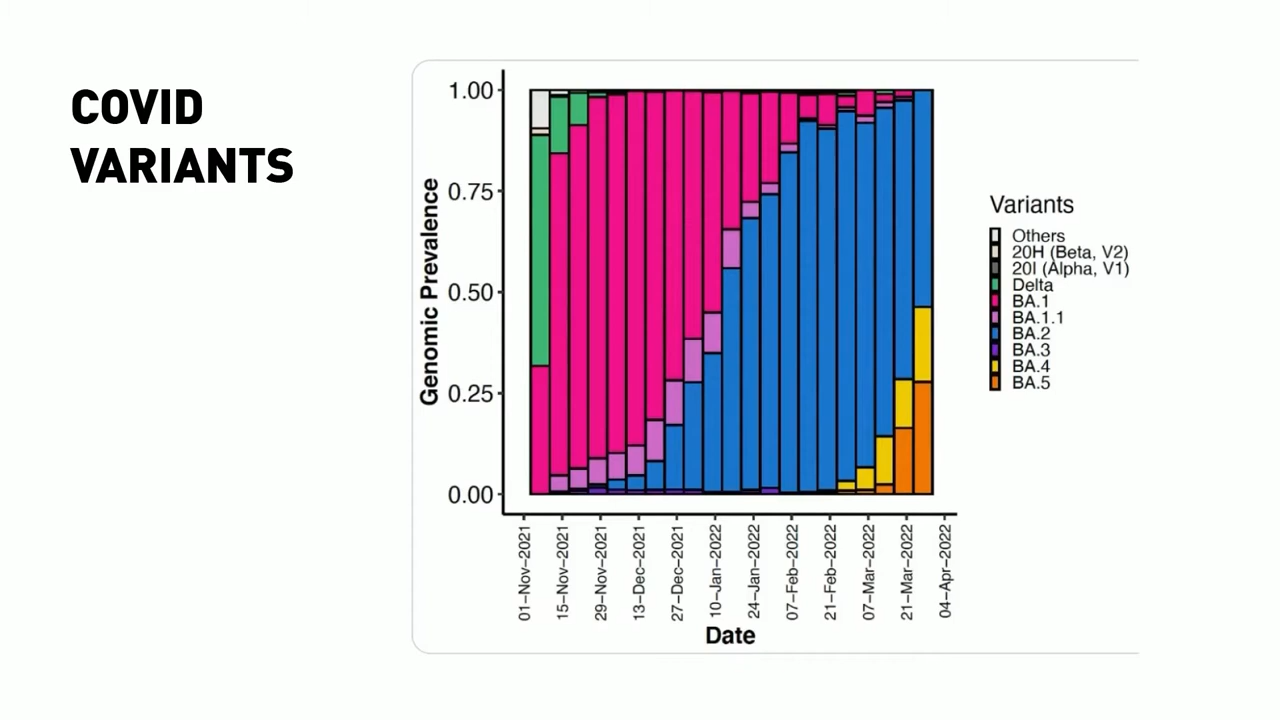 COVID
VARIANTS
1.00
0.75
0.50
0.25
0.00
Genomic Prevalence
01–Nov–2021
15–Nov–2021
29–Nov–2021
13–Dec–2021
27–Dec–2021
10–Jan–2022
24–Jan–2022
07–Feb–2022
21–Feb–2022
07–Mar–2022
21–Mar–2022
04–Apr–2022
Date
Variants
Others
20H (Beta, V2)
20I (Alpha, V1)
Delta
BA.1
BA.1.1
BA.2
BA.3
BA.4
BA.5